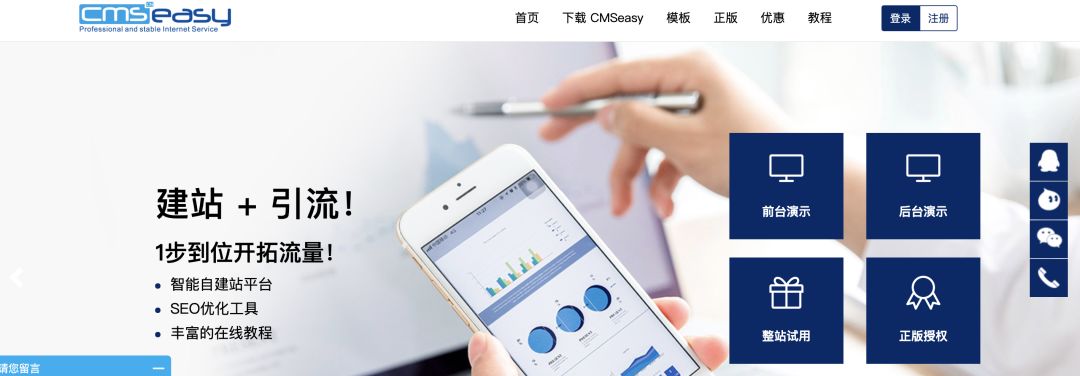 CMSeasy
Professional and stable Internet Service
首页 下载 CMSeasy 模板 正版 优惠 教程 登录 注册
建站 + 引流！
1步到位开拓流量！
智能自建站平台
SEO优化工具
丰富的在线教程
前台演示 后台演示
整站试用 正版授权
11:27
请您留言